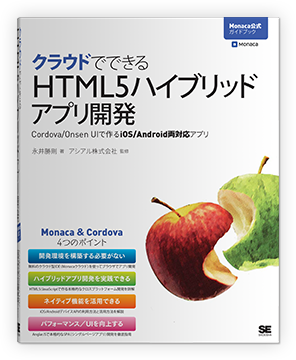 Monaca公式
ガイドブック
Monaca
クラウドでできる
HTML5ハイブリッド
アプリ開発
Cordova/Onsen UIで作るiOS/Android両対応アプリ
永井勝則 著 アシアル株式会社 監修
Monaca & Cordova
4つのポイント
開発環境を構築する必要がない
ハイブリッドアプリ開発を実践できる
ネイティブ機能を活用できる
パフォーマンス/UIを向上する
SE
SHOEISHA